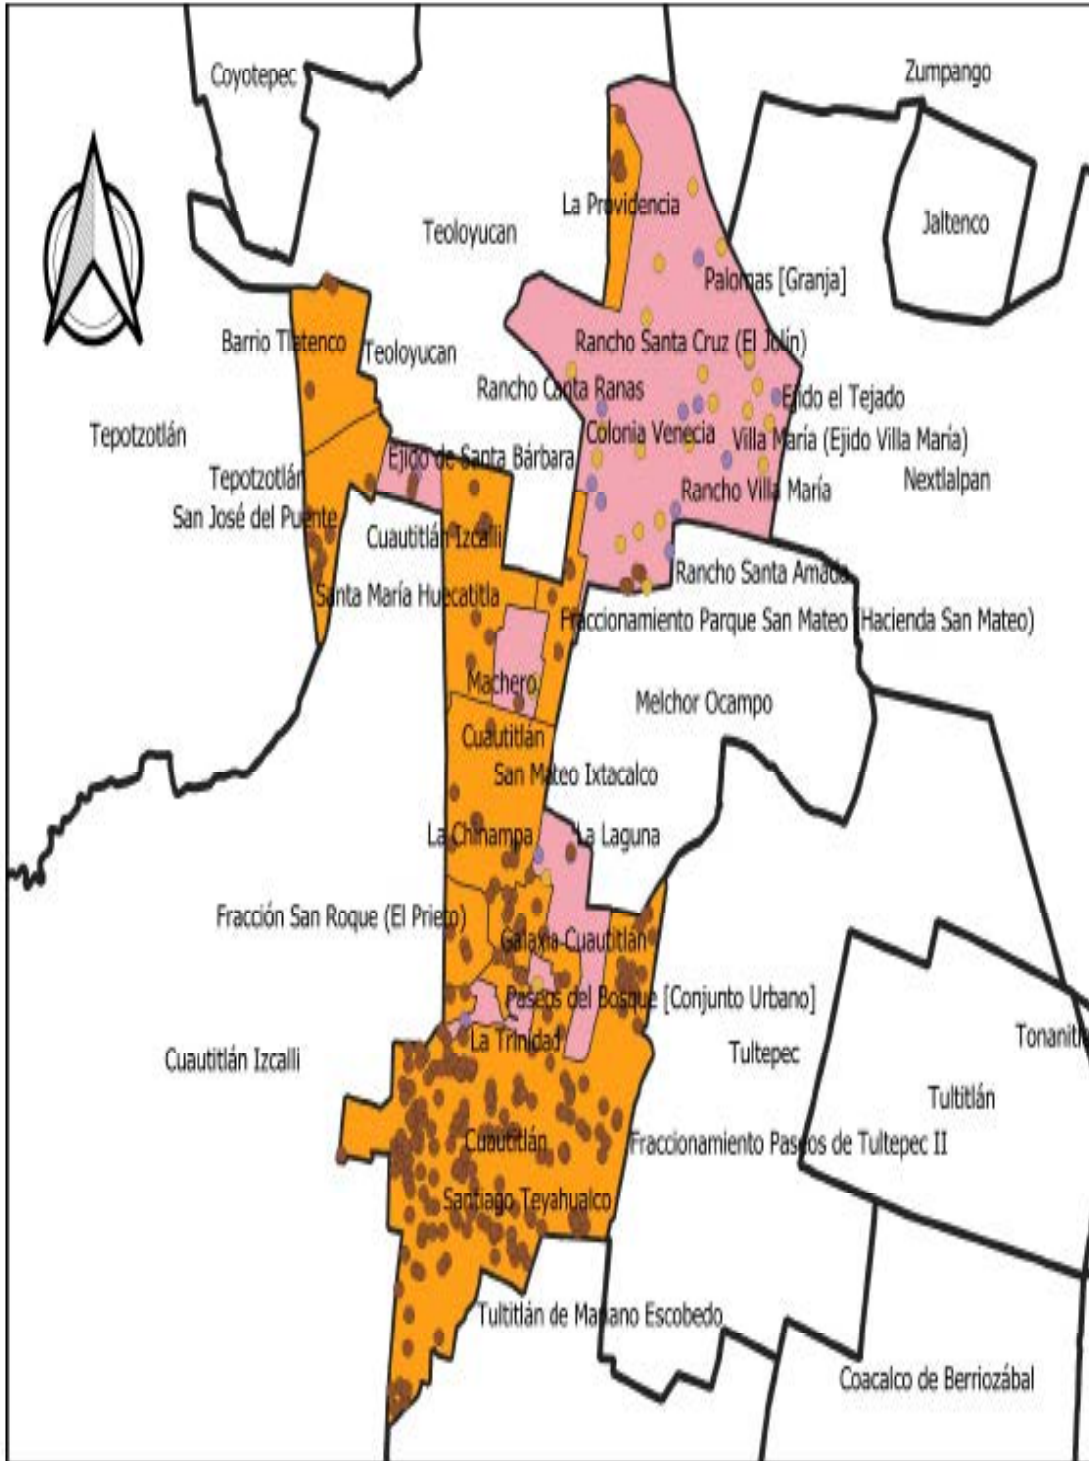 Zumpango
Coyotepec
La Providencia
Jaltenco
Teoloyucan
Palomas [Granja]
Barrio Tlatenco
Rancho Santa Cruz (El Jolín)
Teoloyucan
Rancho Canta Ranas
Ejido el Tejado
Tepotzotlán
Colonia Venecia
Villa María (Ejido Villa María)
Ejido de Santa Bárbara
Tepotzotlán
Nextlalpan
Rancho Villa María
San José del Puente
Cuautitlán Izcalli
Rancho Santa Amada
Santa María Huecatitla
Fraccionamiento Parque San Mateo (Hacienda San Mateo)
Machero
Melchor Ocampo
Cuautitlán
San Mateo Ixtacalco
La Chinampa
La Laguna
Fracción San Roque (El Prieto)
Galaxia Cuautitlán
Paseos del Bosque [Conjunto Urbano]
La Trinidad
Tultepec
Cuautitlán Izcalli
Tultitlán
Cuautitlán
Fraccionamiento Paseos de Tultepec II
Santiago Teyahualco
Tultitlán de Mariano Escobedo
Coacalco de Berriozábal